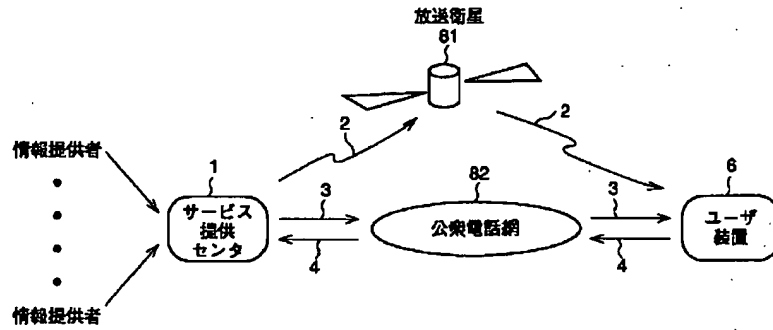 放送衛星
81
2
2
情報提供者
1
サービス
提供
センタ
3
4
82
公衆電話網
3
4
6
ユーザ
装置
情報提供者